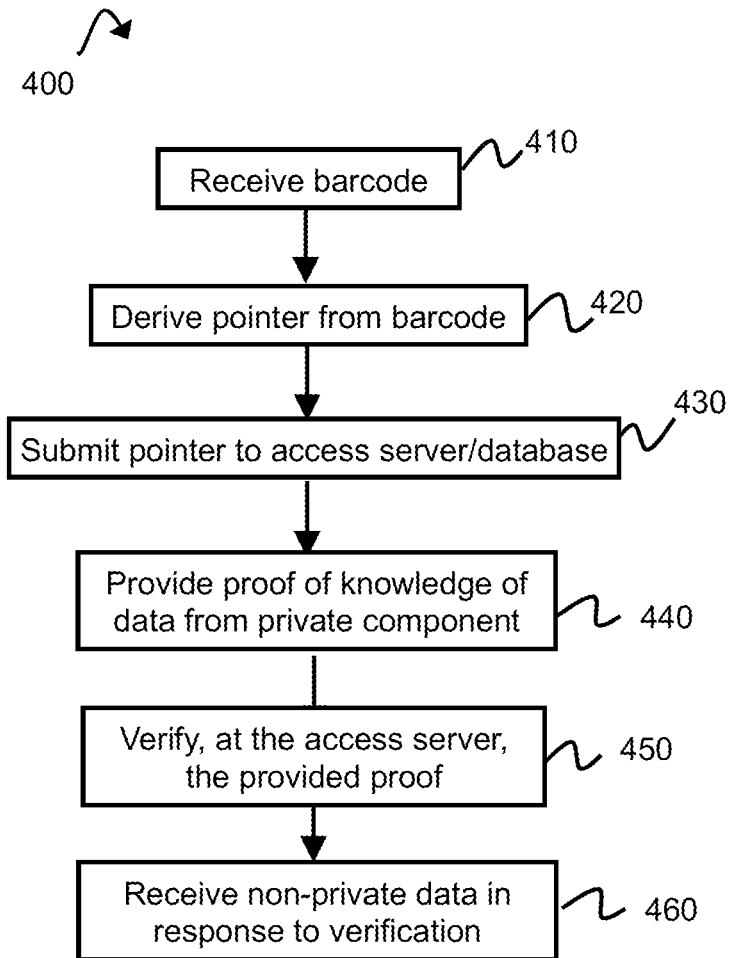 400
410
Receive barcode
Derive pointer from barcode
420
430
Submit pointer to access server/database
Provide proof of knowledge of
data from private component
440
Verify, at the access server,
the provided proof
450
Receive non-private data in
response to verification
460